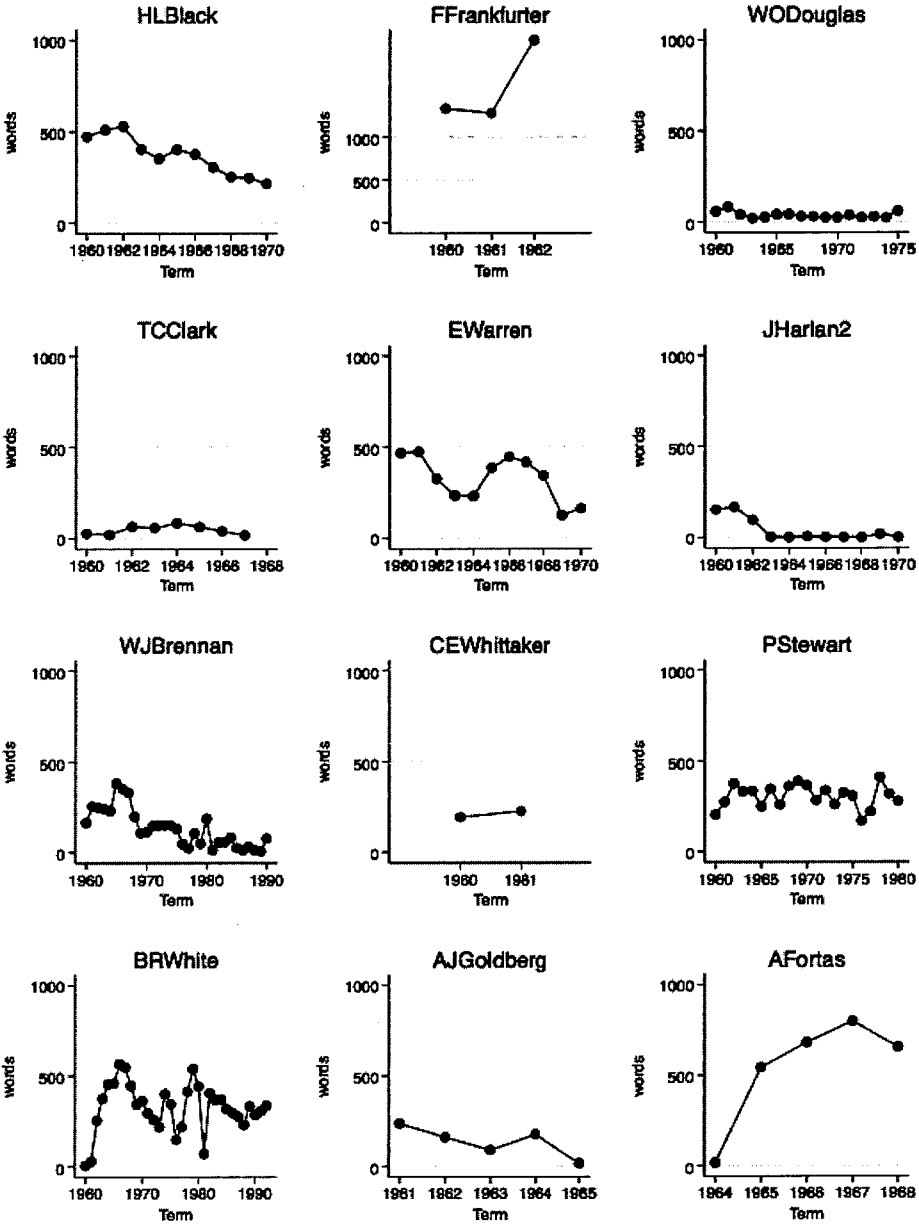 HLBlack
1000
500
0
words
1960 1962 1964 1966 1968 1970
Term
FFrankfurter
1000
500
0
words
1960 1961 1962
Term
WODouglas
1000
500
0
words
1960 1965 1970 1975
Term
TCClark
1000
500
0
words
1960 1962 1964 1966 1968
Term
EWarren
1000
500
0
words
1960 1962 1964 1966 1968 1970
Term
JHarlan2
1000
500
0
words
1960 1962 1964 1966 1968 1970
Term
WJBrennan
1000
500
0
words
1960 1970 1980 1990
Term
CEWhittaker
1000
500
0
words
1960 1961
Term
PStewart
1000
500
0
words
1960 1965 1970 1975 1980
Term
BRWhite
1000
500
0
words
1960 1970 1980 1990
Term
AJGoldberg
1000
500
0
words
1961 1962 1963 1964 1965
Term
AFortas
1000
500
0
words
1964 1965 1966 1967 1968
Term